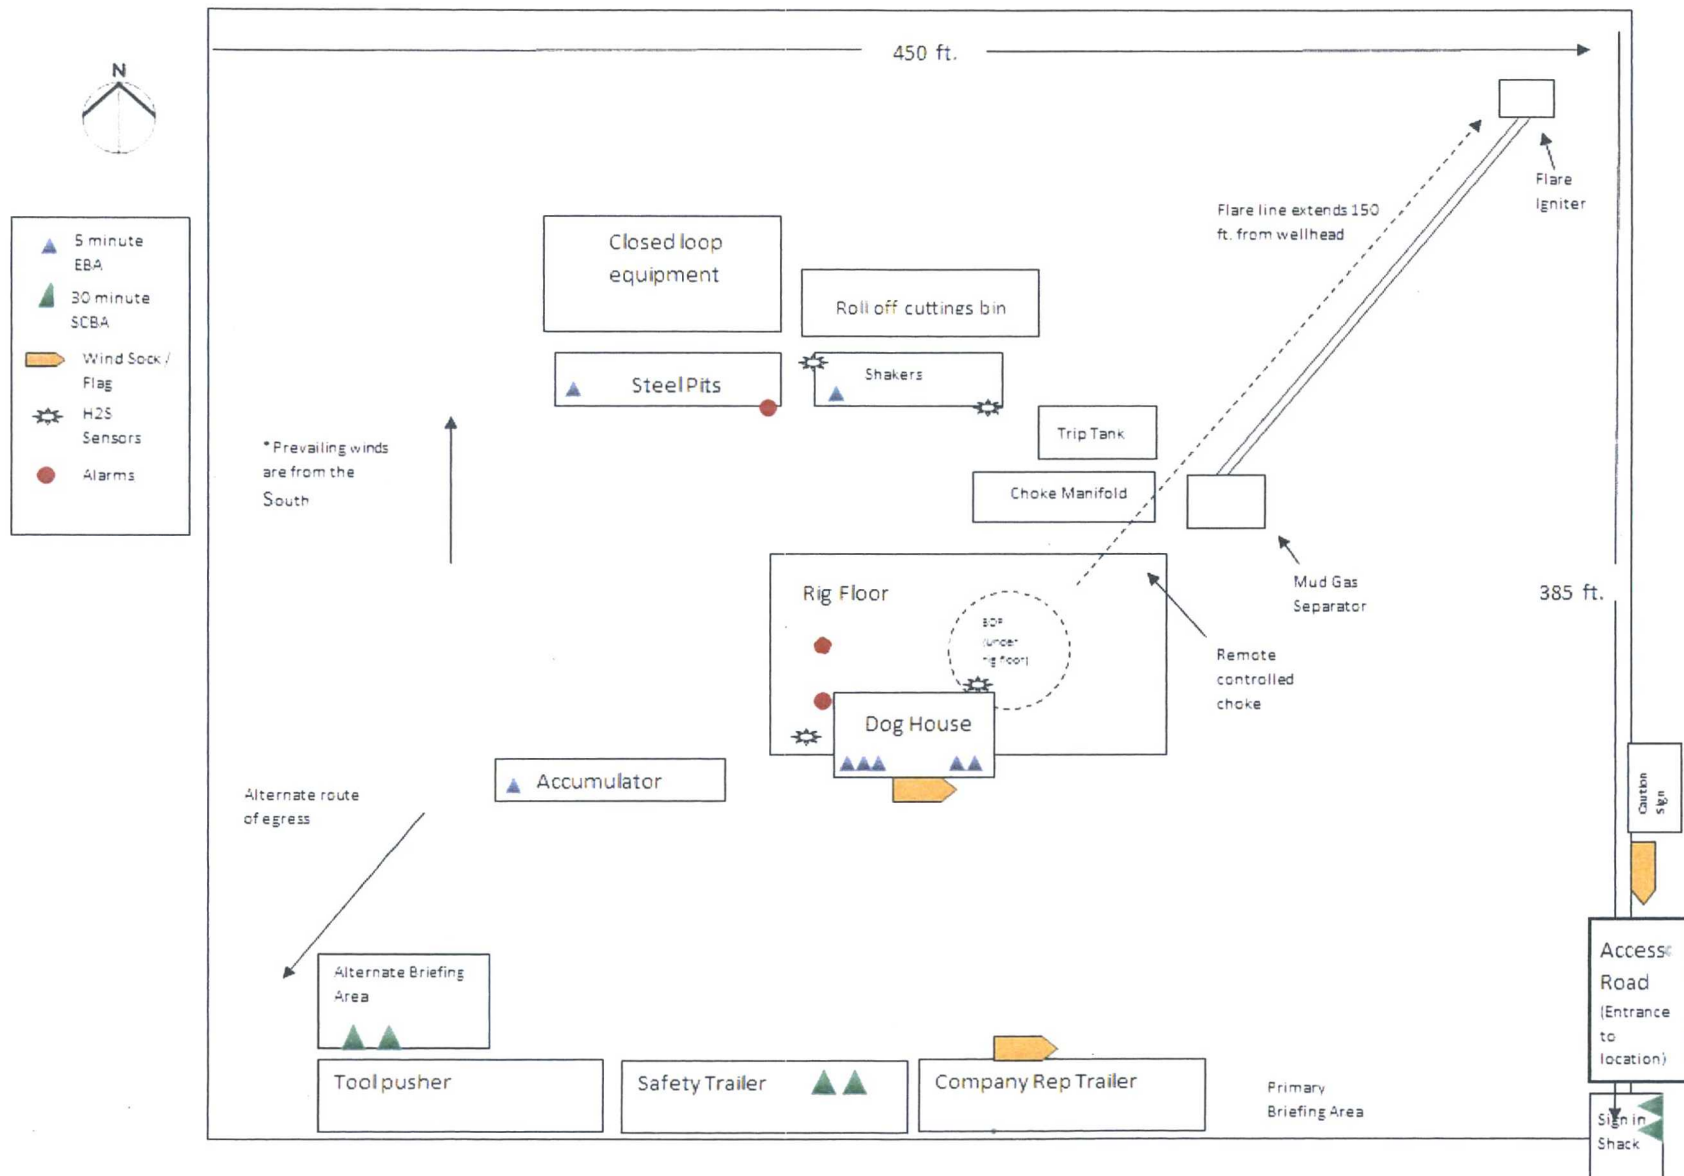 450 ft.
N
5 minute
EBA
30 minute
SCBA
Wind Sock /
Flag
H2S
Sensors
Alarms
Flare
Igniter
Flare line extends 150
ft. from wellhead
Closed loop
equipment
Roll off cuttings bin
Steel Pits
Shakers
Trip Tank
Choke Manifold
* Prevailing winds
are from the
South
Mud Gas
Separator
385 ft.
Rig Floor
BOP
(under
rig floor)
Remote
controlled
choke
Dog House
Accumulator
Alternate route
of egress
Caution
Sign
Access
Road
(Entrance
to
location)
Alternate Briefing
Area
Tool pusher
Safety Trailer
Company Rep Trailer
Primary
Briefing Area
Sign in
Shack